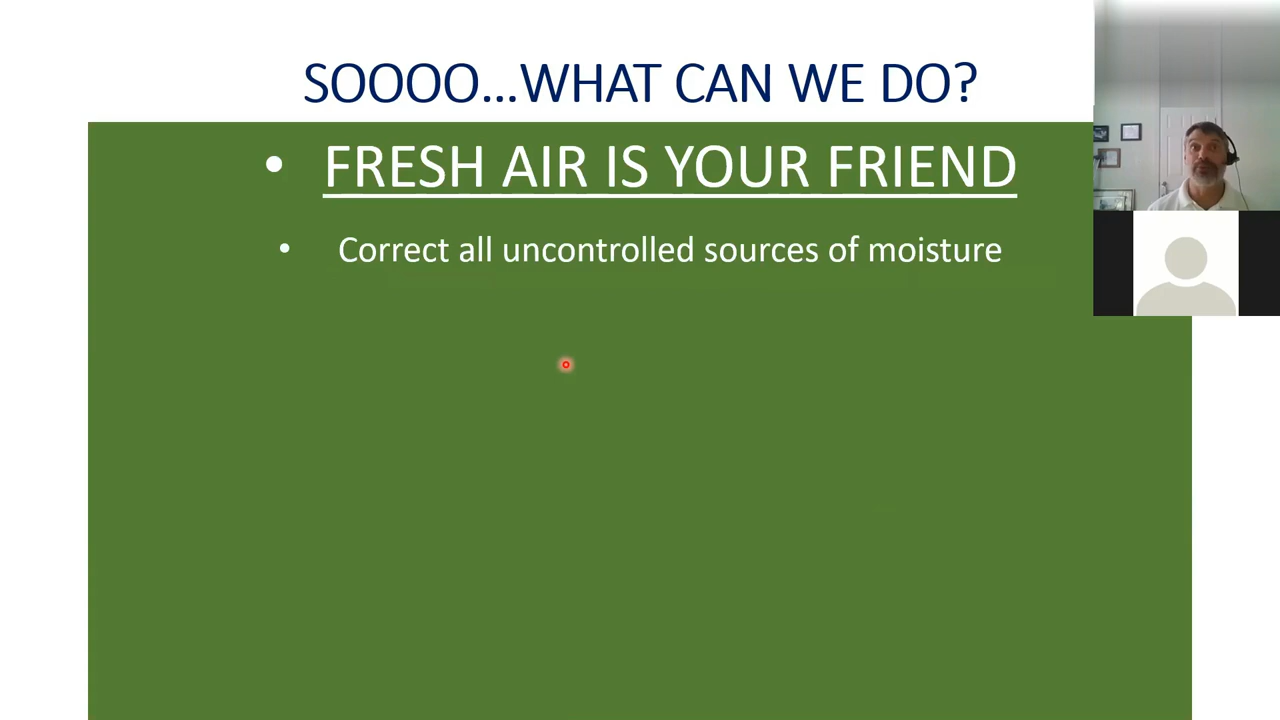 SOOOO...WHAT CAN WE DO?
• FRESH AIR IS YOUR FRIEND
• Correct all uncontrolled sources of moisture